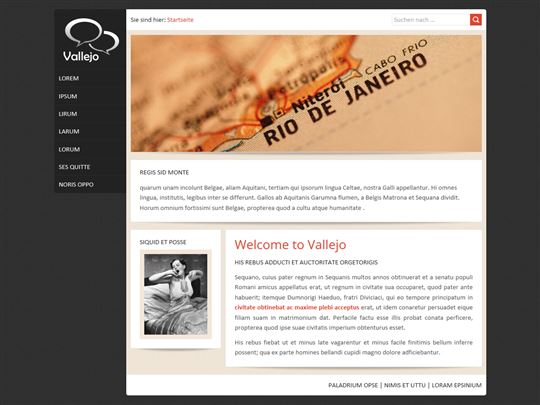 Vallejo
LOREM
IPSUM
LIRUM
LARUM
LORUM
SES QUITTE
NORIS OPPO
Sie sind hier: Startseite
Suchen nach ...
CABO FRIO
Petrópolis
Niterói
RIO DE JANEIRO
REGIS SID MONTE
quarum unam incolunt Belgae, aliam Aquitani, tertiam qui ipsorum lingua Celtae, nostra Galli appellantur. Hi omnes
lingua, institutis, legibus inter se differunt. Gallos ab Aquitanis Garumna flumen, a Belgis Matrona et Sequana dividit.
Horum omnium fortissimi sunt Belgae, propterea quod a cultu atque humanitate .
SIQUID ET POSSE
Welcome to Vallejo
HIS REBUS ADDUCTI ET AUCTORITATE ORGETORIGIS
Sequano, cuius pater regnum in Sequanis multos annos obtinuerat et a senatu populi
Romani amicus appellatus erat, ut regnum in civitate sua occuparet, quod pater ante
habuerit; itemque Dumnorigi Haeduo, fratri Diviciaci, qui eo tempore principatum in
civitate obtinebat ac maxime plebi acceptus erat, ut idem conaretur persuadet eique
filiam suam in matrimonium dat. Perfacile factu esse illis probat conata perficere,
propterea quod ipse suae civitatis imperium obtenturus esset.
His rebus fiebat ut et minus late vagarentur et minus facile finitimis bellum inferre
possent; qua ex parte homines bellandi cupidi magno dolore adficiebantur.
PALADRIUM OPSE | NIMIS ET UTTU | LORAM EPSINIUM